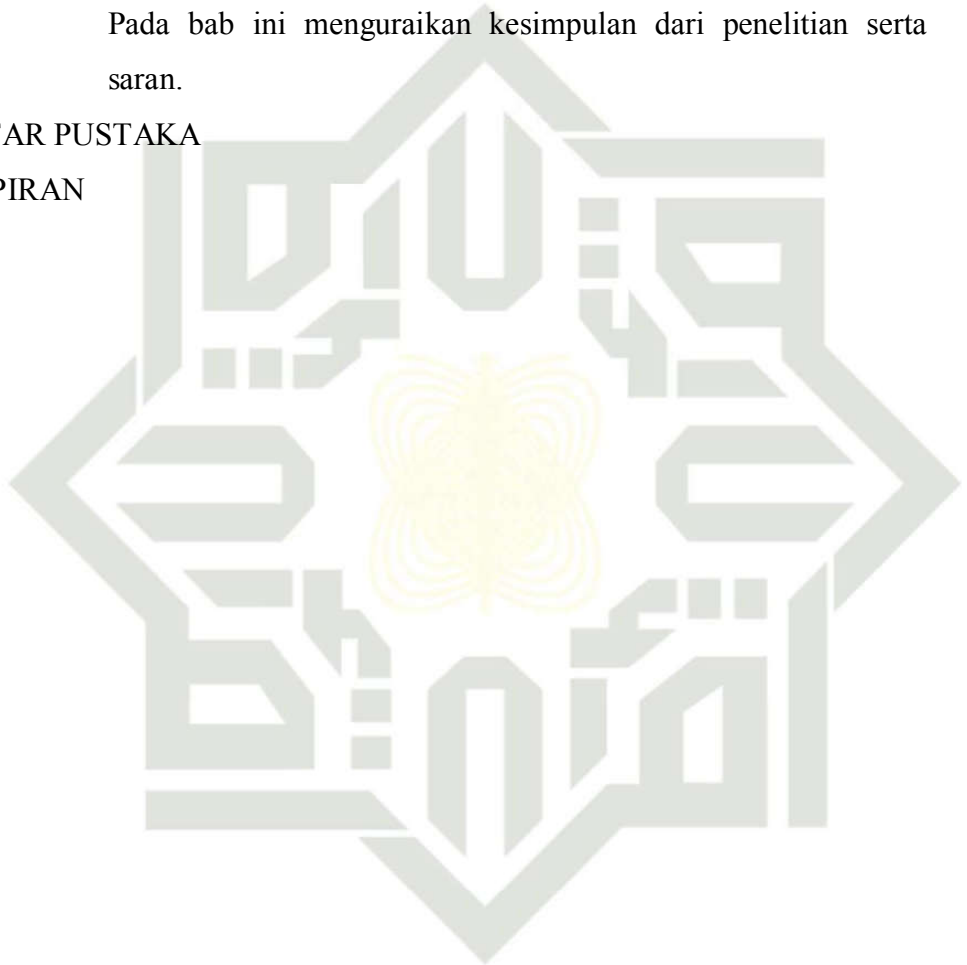 Pada bab ini menguraikan kesimpulan dari penelitian serta
saran.
AR PUSTAKA
PIRAN